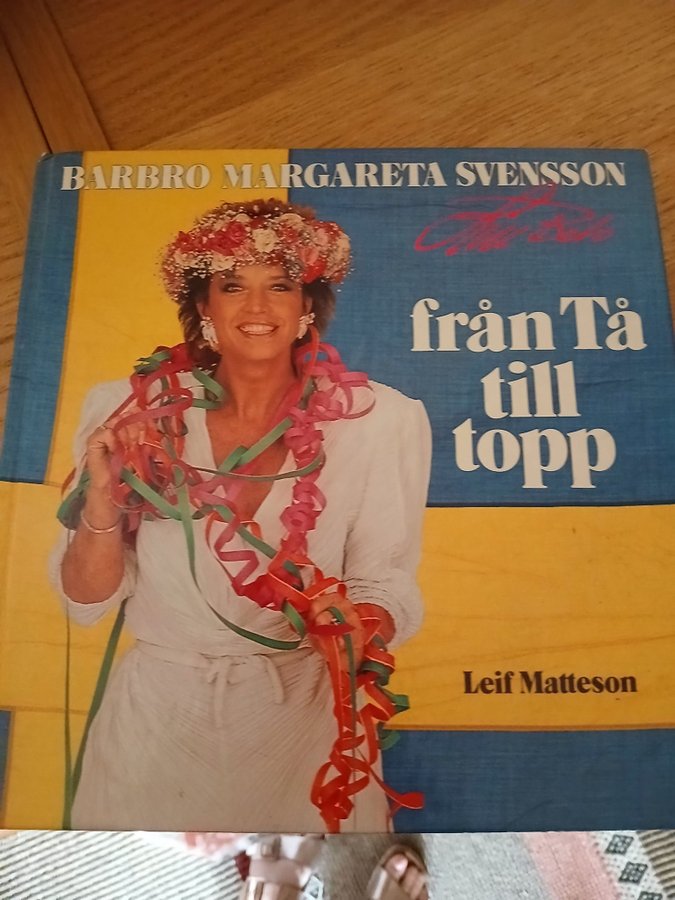 BARBRO MARGARETA SVENSSON
från Tå
till
topp
Leif Matteson